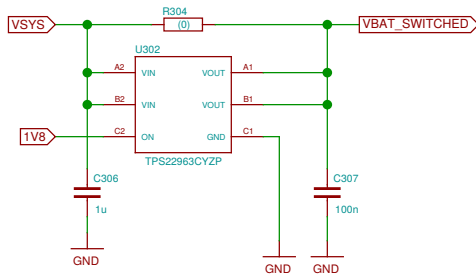 R304
VSYS
(0)
VBAT_SWITCHED
U302
A2
VIN
VOUT
A1
B2
VIN
VOUT
B1
1V8
C2
ON
GND
C1
TPS22963CYZP
C306
1u
C307
100n
GND
GND
GND